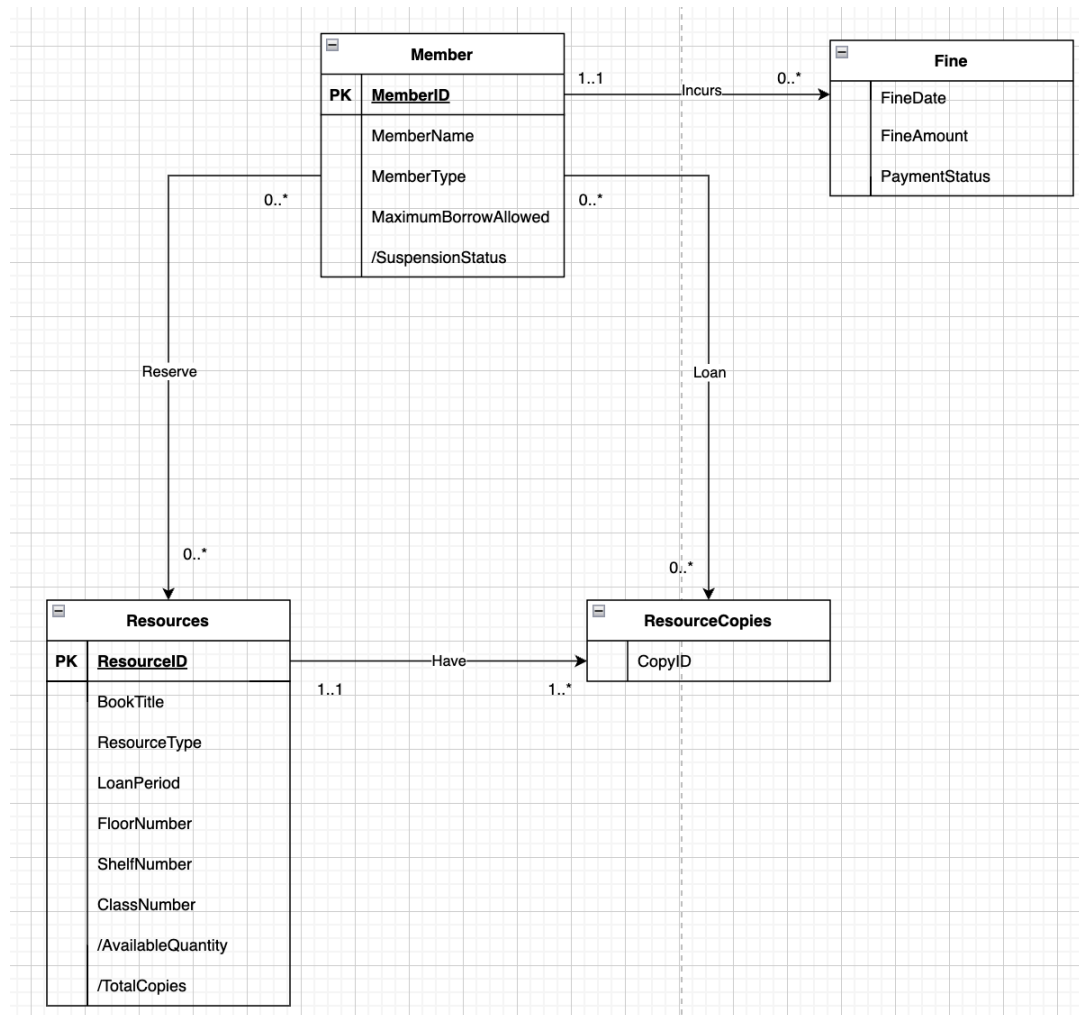 Member
PK MemberID
MemberName
MemberType
MaximumBorrowAllowed
/SuspensionStatus
1..1
Incurs
0..*
Fine
FineDate
FineAmount
PaymentStatus
0..*
Reserve
0..*
0..*
Loan
0..*
Resources
PK ResourceID
BookTitle
ResourceType
LoanPeriod
FloorNumber
ShelfNumber
ClassNumber
/AvailableQuantity
/TotalCopies
1..1
Have
1..*
ResourceCopies
CopyID